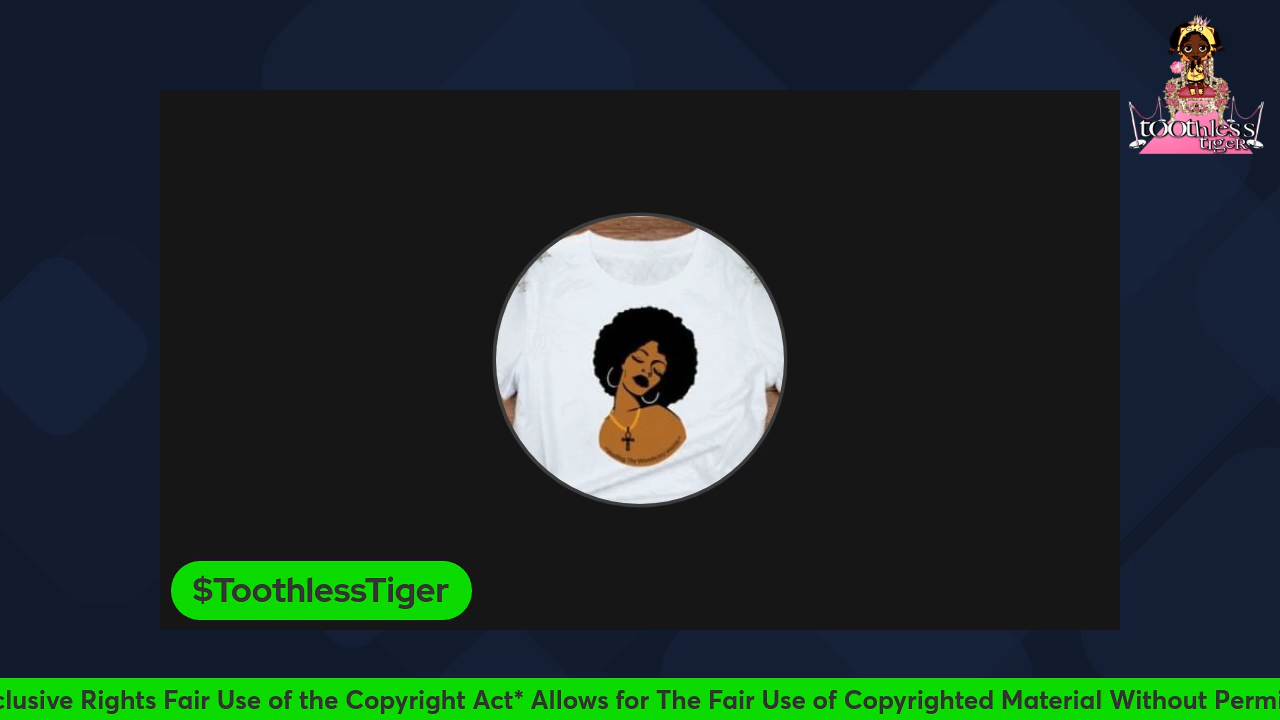 toothless
tiger
$ToothlessTiger
clusive Rights Fair Use of the Copyright Act* Allows for The Fair Use of Copyrighted Material Without Permi